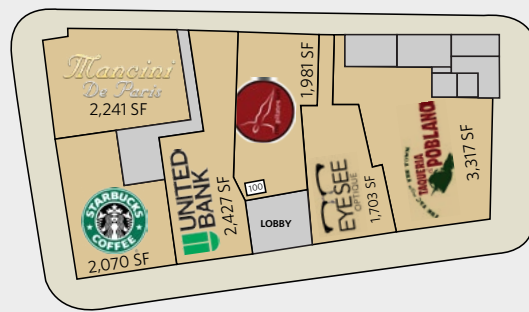 Mancini
De Paris
2,241 SF
1,981 SF
pilates
100
STARBUCKS
COFFEE
2,070 SF
UNITED
BANK
2,427 SF
LOBBY
EYESEE
OPTIQUE
1,703 SF
TAQUERIA
POBLANO
3,317 SF